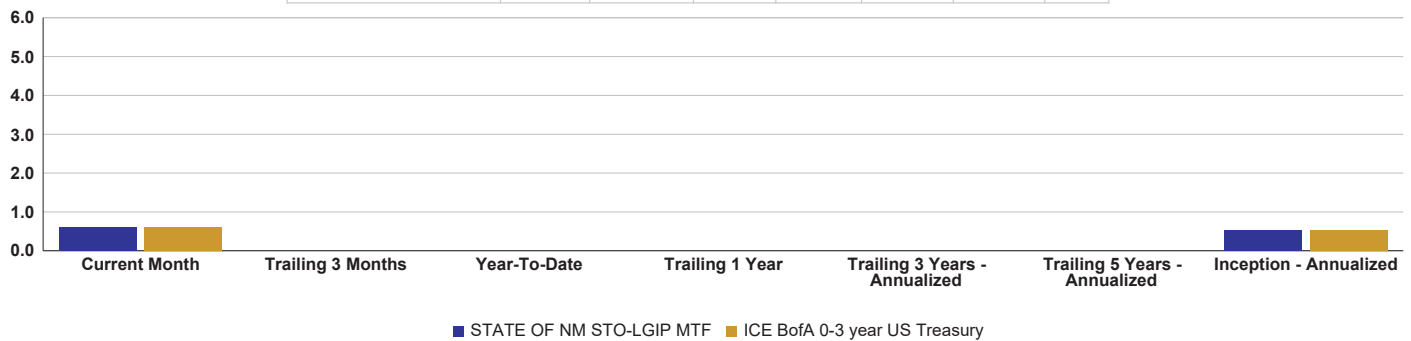 6.0
5.0
4.0
3.0
2.0
1.0
0.0
Current Month
Trailing 3 Months
Year-To-Date
Trailing 1 Year
Trailing 3 Years -
Annualized
Trailing 5 Years -
Annualized
Inception - Annualized
STATE OF NM STO-LGIP MTF
ICE BofA 0-3 year US Treasury